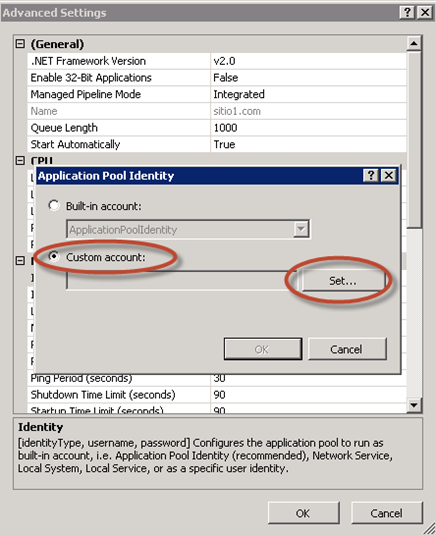 Advanced Settings
(General)
.NET Framework Version v2.0
Enable 32-Bit Applications False
Managed Pipeline Mode Integrated
Name sitio1.com
Queue Length 1000
Start Automatically True
CPU
Application Pool Identity
Built-in account:
ApplicationPoolIdentity
Custom account:
Set...
OK Cancel
Ping Period (seconds) 30
Shutdown Time Limit (seconds) 90
Startup Time Limit (seconds) 90
Identity
[identityType, username, password] Configures the application pool to run as
built-in account, i.e. Application Pool Identity (recommended), Network Service,
Local System, Local Service, or as a specific user identity.
OK Cancel